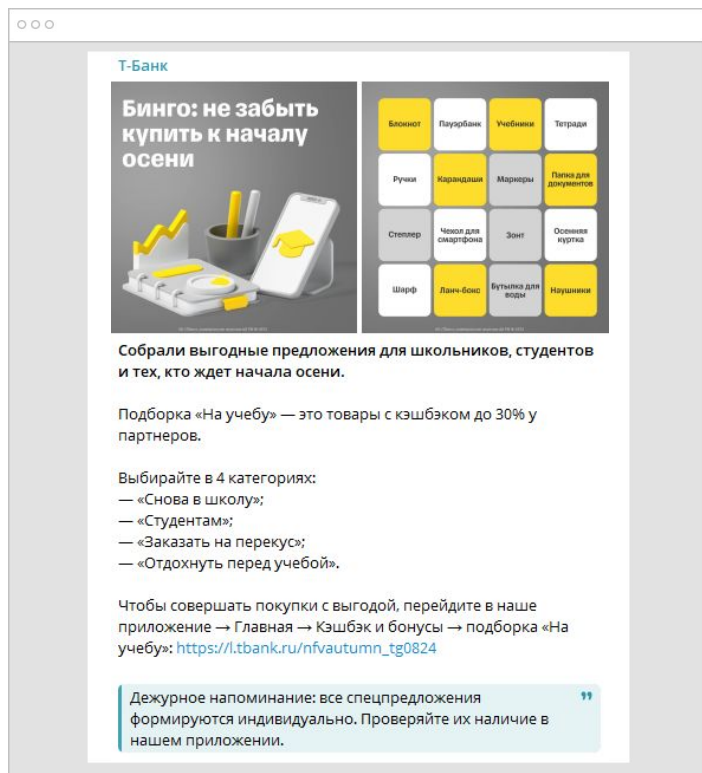 Т-Банк
Бинго: не забыть
купить к началу
осени
Блокнот
Пауэрбанк
Учебники
Тетради
Ручки
Карандаши
Маркеры
Папка для
документов
Степлер
Чехол для
смартфона
Зонт
Осенняя
куртка
Шарф
Ланч-бокс
Бутылка для
воды
Наушники
Собрали выгодные предложения для школьников, студентов
и тех, кто ждет начала осени.
Подборка «На учебу» — это товары с кэшбэком до 30% у
партнеров.
Выбирайте в 4 категориях:
— «Снова в школу»;
— «Студентам»;
— «Заказать на перекус»;
— «Отдохнуть перед учебой».
Чтобы совершать покупки с выгодой, перейдите в наше
приложение → Главная → Кэшбэк и бонусы → подборка «На
учебу»: https://l.tbank.ru/nfvautumn_tg0824
Дежурное напоминание: все спецпредложения
формируются индивидуально. Проверяйте их наличие в
нашем приложении.